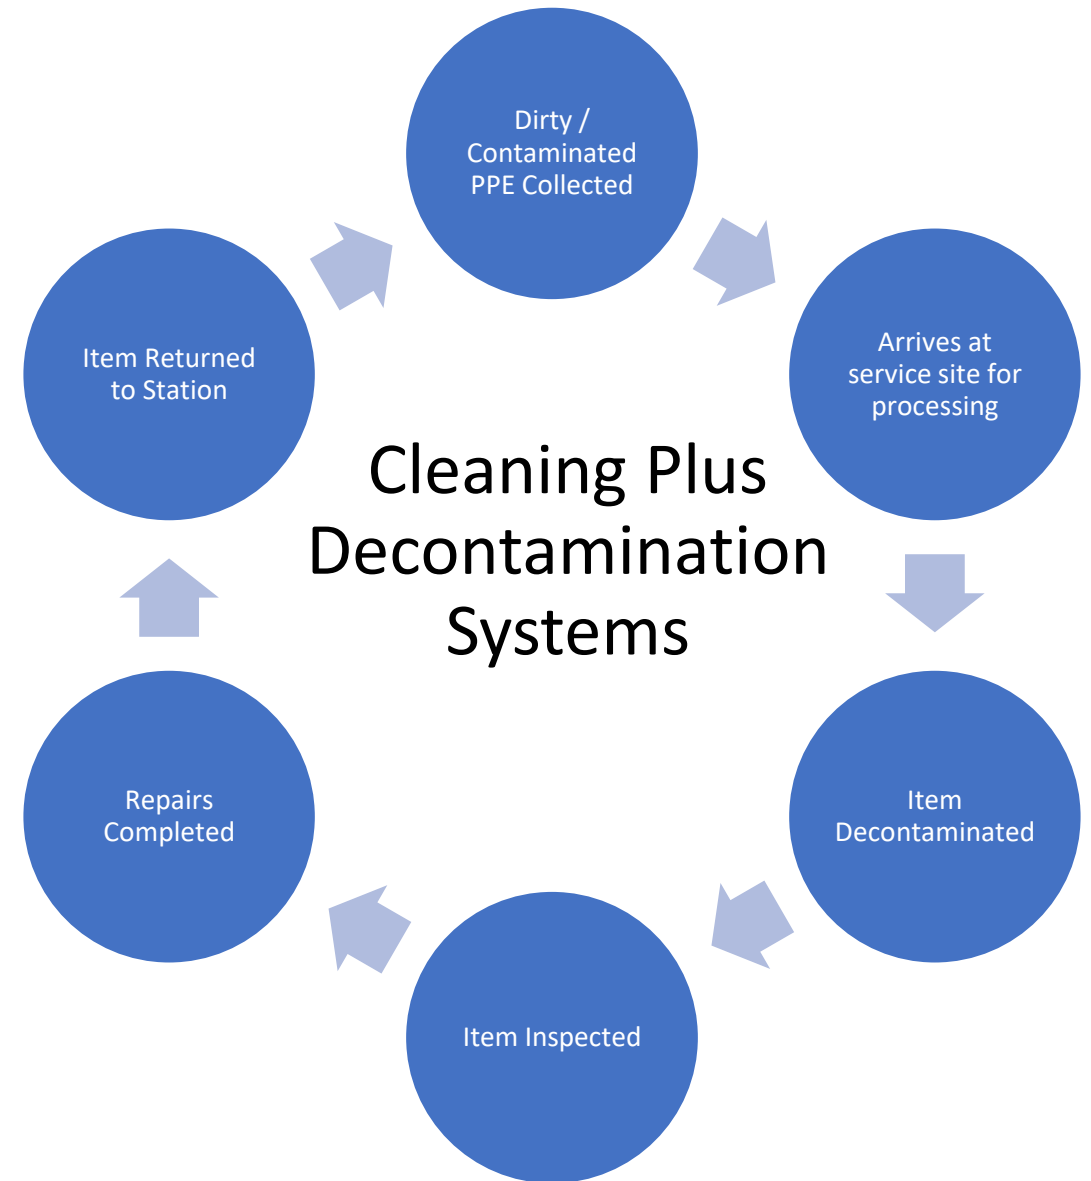 Dirty /
Contaminated
PPE Collected
Arrives at
service site for
processing
Item
Decontaminated
Item Inspected
Repairs
Completed
Item Returned
to Station
Cleaning Plus
Decontamination
Systems